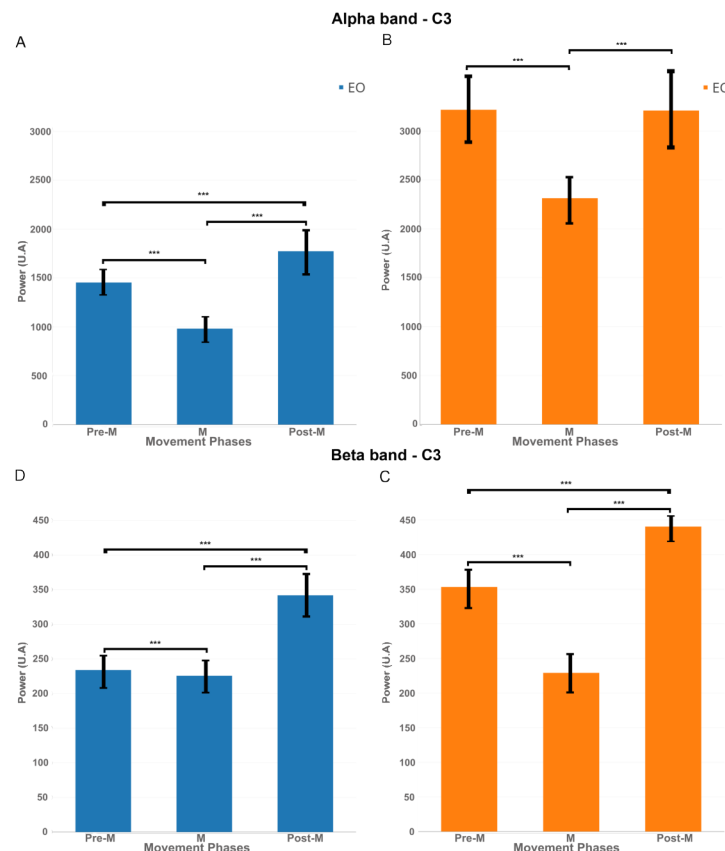 Alpha band - C3
A
B
EO
3000
2500
2000
1500
1000
500
0
Power (U.A)
***
***
***
Pre-M
M
Post-M
Movement Phases
3000
2500
2000
1500
1000
500
0
Power (U.A)
***
***
Pre-M
M
Post-M
Movement Phases
Beta band - C3
D
C
450
400
350
300
250
200
150
100
50
0
Power (U.A)
***
***
***
Pre-M
M
Post-M
Movement Phases
450
400
350
300
250
200
150
100
50
0
Power (U.A)
***
***
***
Pre-M
M
Post-M
Movement Phases